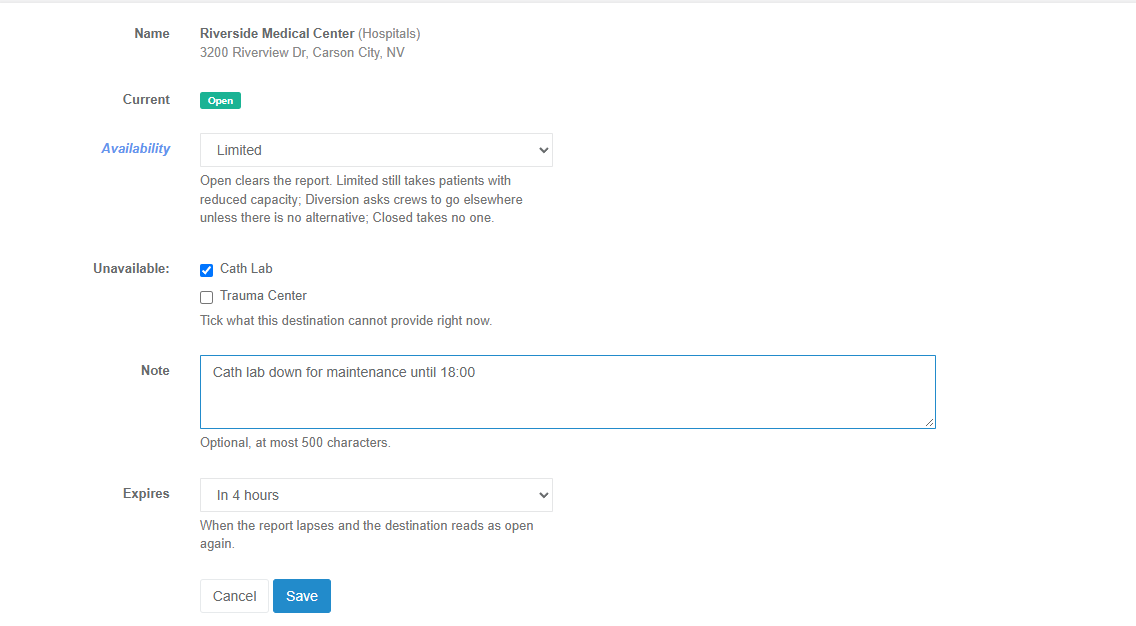 Name Riverside Medical Center (Hospitals)
3200 Riverview Dr, Carson City, NV
Current Open
Availability Limited
Open clears the report. Limited still takes patients with
reduced capacity; Diversion asks crews to go elsewhere
unless there is no alternative; Closed takes no one.
Unavailable: Cath Lab
Trauma Center
Tick what this destination cannot provide right now.
Note Cath lab down for maintenance until 18:00
Optional, at most 500 characters.
Expires In 4 hours
When the report lapses and the destination reads as open
again.
Cancel Save